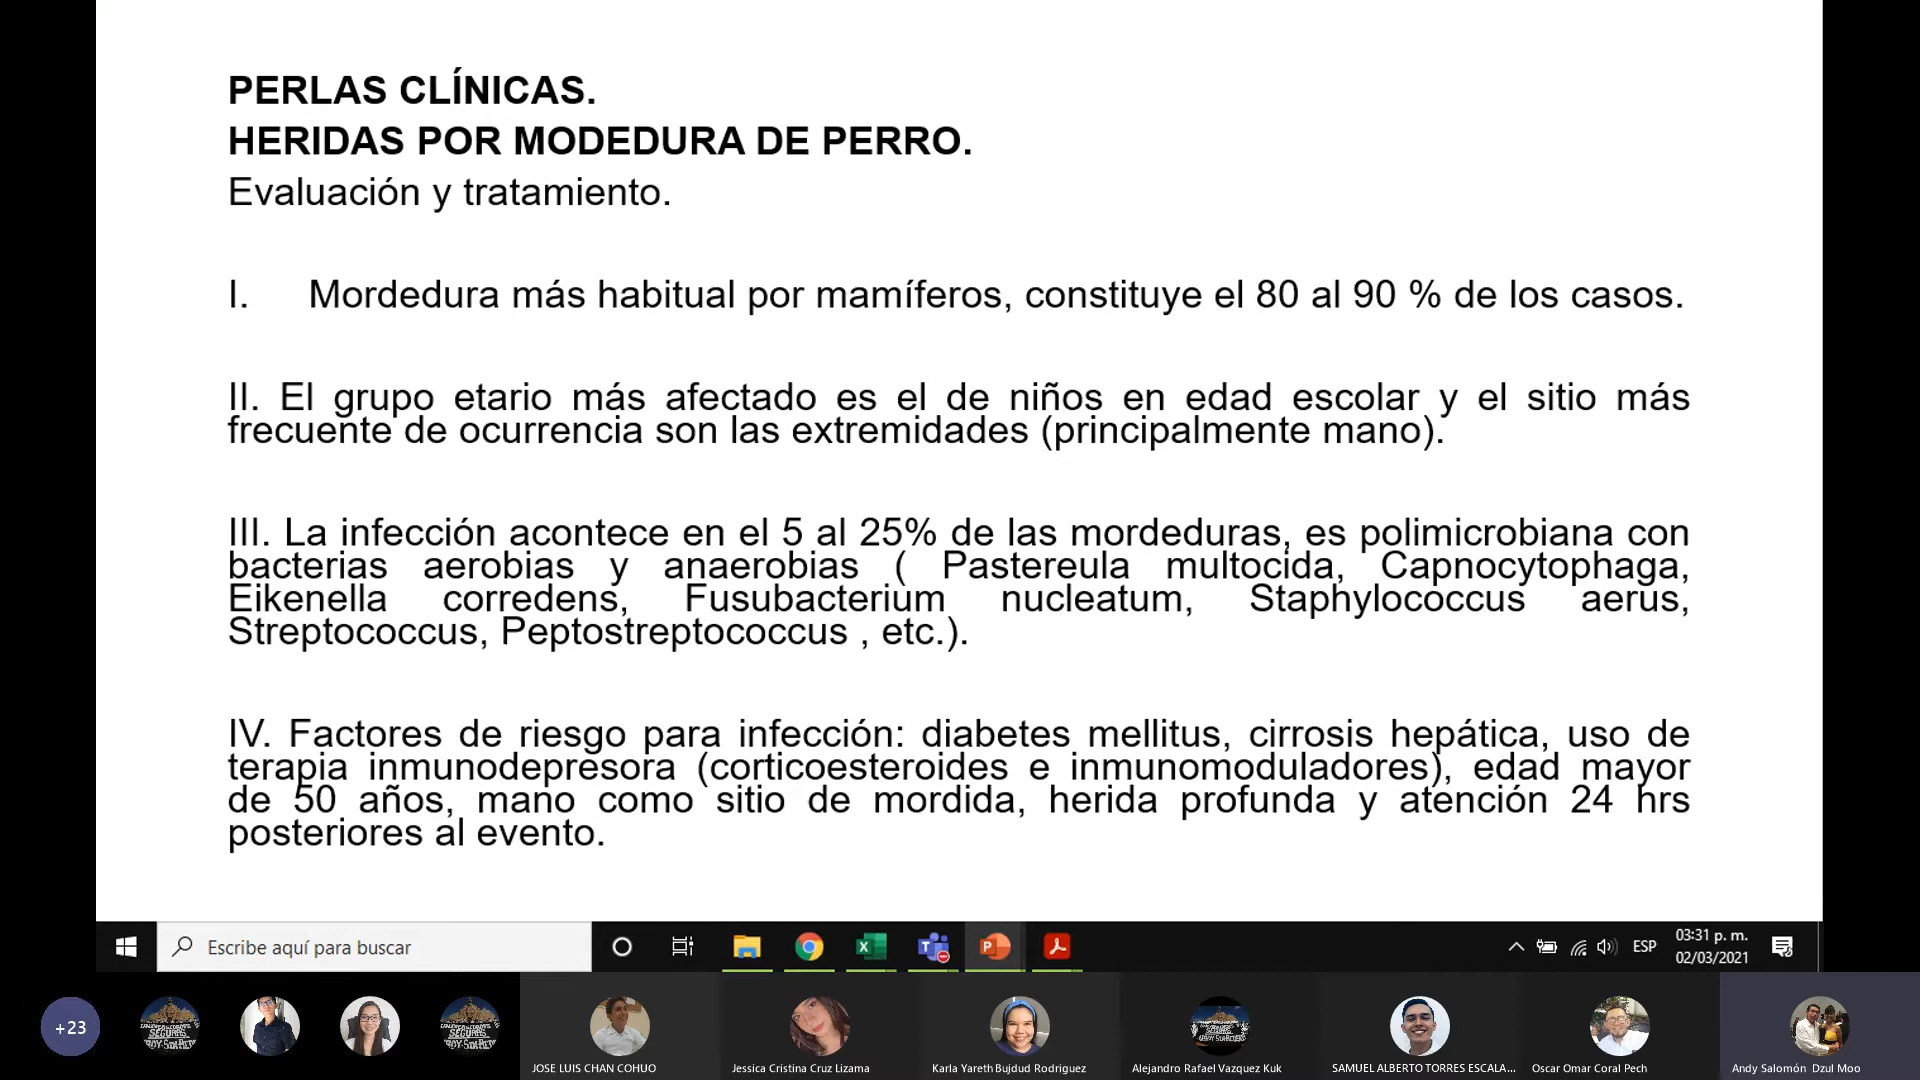 PERLAS CLÍNICAS.
HERIDAS POR MODEDURA DE PERRO.
Evaluación y tratamiento.
I. Mordedura más habitual por mamíferos, constituye el 80 al 90 % de los casos.
II. El grupo etario más afectado es el de niños en edad escolar y el sitio más
frecuente de ocurrencia son las extremidades (principalmente mano).
III. La infección acontece en el 5 al 25% de las mordeduras, es polimicrobiana con
bacterias aerobias y anaerobias ( Pastereula multocida, Capnocytophaga,
Eikenella corredens, Fusubacterium nucleatum, Staphylococcus aerus,
Streptococcus, Peptostreptococcus , etc.).
IV. Factores de riesgo para infección: diabetes mellitus, cirrosis hepática, uso de
terapia inmunodepresora (corticoesteroides e inmunomoduladores), edad mayor
de 50 años, mano como sitio de mordida, herida profunda y atención 24 hrs
posteriores al evento.
Escribe aquí para buscar
ESP
03:31 p. m.
02/03/2021
+23
JOSE LUIS CHAN COHUO
Jessica Cristina Cruz Lizama
Karla Yareth Bujdud Rodriguez
Alejandro Rafael Vazquez Kuk
SAMUEL ALBERTO TORRES ESCALA...
Oscar Omar Coral Pech
Andy Salomón Dzul Moo